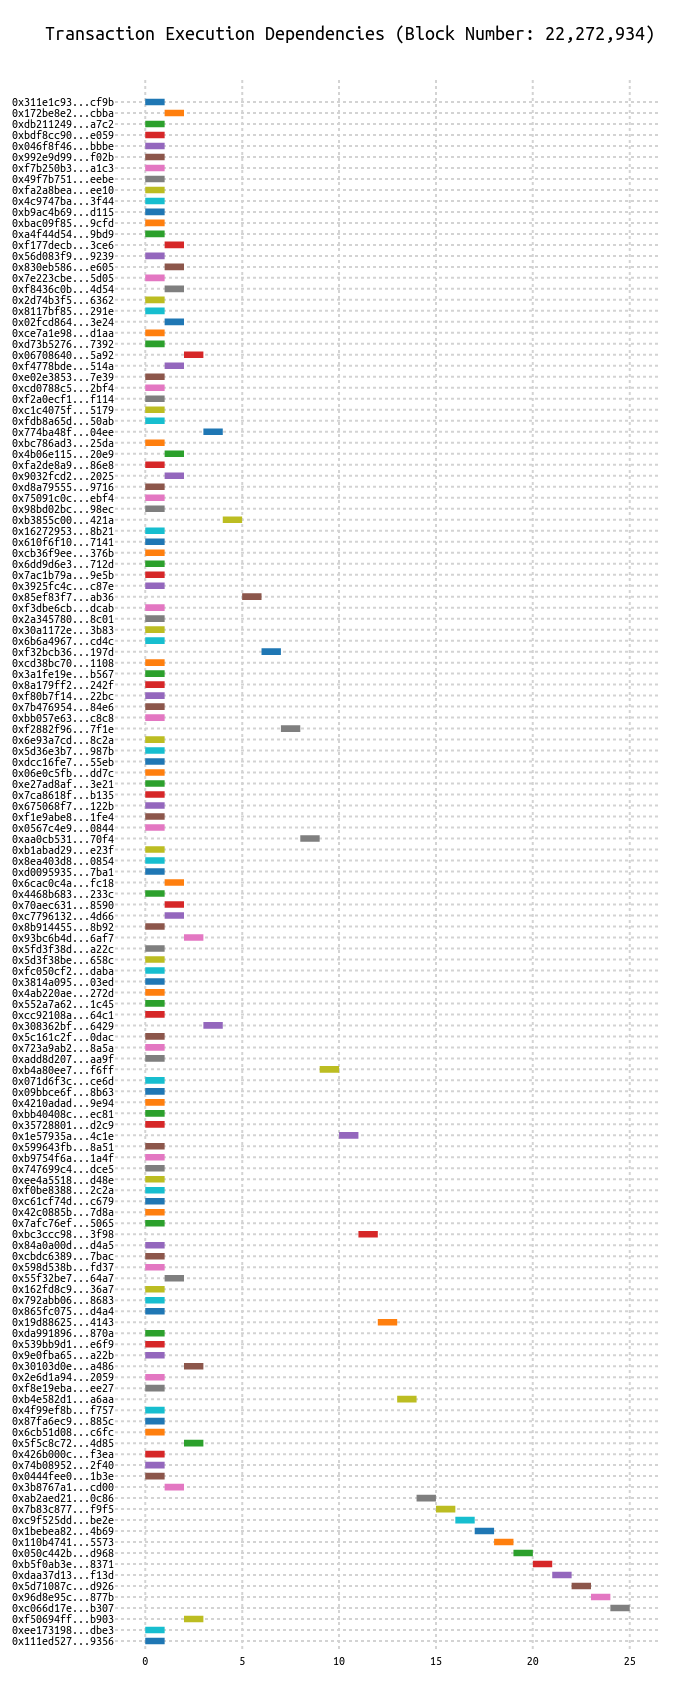 Transaction Execution Dependencies (Block Number: 22,272,934)
0x311e1c93...cf9b
0x172be8e2...cbba
0xdb211249...a7c2
0xbdf8cc90...e059
0x046f8f46...bbbe
0x992e9d99...f02b
0xf7b250b3...a1c3
0x49f7b751...eebe
0xfa2a8bea...ee10
0x4c9747ba...3f44
0xb9ac4b69...d115
0xbac09f85...9cfd
0xa4f44d54...9bd9
0xf177decb...3ce6
0x56d083f9...9239
0x830eb586...e605
0x7e223cbe...5d05
0xf8436c0b...4d54
0x2d74b3f5...6362
0x8117bf85...291e
0x02fcd864...3e24
0xce7a1e98...d1aa
0xd73b5276...7392
0x06708640...5a92
0xf4778bde...514a
0xe02e3853...7e39
0xcd0788c5...2bf4
0xf2a0ecf1...f114
0xc1c4075f...5179
0xfdb8a65d...50ab
0x774ba48f...04ee
0xbc786ad3...25da
0x4b06e115...20e9
0xfa2de8a9...86e8
0x9032fcd2...2025
0xd8a79555...9716
0x75091c0c...ebf4
0x98bd02bc...98ec
0xb3855c00...421a
0x16272953...8b21
0x610f6f10...7141
0xcb36f9ee...376b
0x6dd9d6e3...712d
0x7ac1b79a...9e5b
0x3925fc4c...c87e
0x85ef83f7...ab36
0xf3dbe6cb...dcab
0x2a345780...8c01
0x30a1172e...3b83
0x6b6a4967...cd4c
0xf32bcb36...197d
0xcd38bc70...1108
0x3a1fe19e...b567
0x8a179ff2...242f
0xf80b7f14...22bc
0x7b476954...84e6
0xbb057e63...c8c8
0xf2882f96...7f1e
0x6e93a7cd...8c2a
0x5d36e3b7...987b
0xdcc16fe7...55eb
0x06e0c5fb...dd7c
0xe27ad8af...3e21
0x7ca8618f...b135
0x675068f7...122b
0xf1e9abe8...1fe4
0x0567c4e9...0844
0xaa0cb531...70f4
0xb1abad29...e23f
0x8ea403d8...0854
0xd0095935...7ba1
0x6cac0c4a...fc18
0x4468b683...233c
0x70aec631...8590
0xc7796132...4d66
0x8b914455...8b92
0x93bc6b4d...6af7
0x5fd3f38d...a22c
0x5d3f38be...658c
0xfc050cf2...daba
0x3814a095...03ed
0x4ab220ae...272d
0x552a7a62...1c45
0xcc92108a...64c1
0x308362bf...6429
0x5c161c2f...0dac
0x723a9ab2...8a5a
0xadd8d207...aa9f
0xb4a80ee7...f6ff
0x071d6f3c...ce6d
0x09bbce6f...8b63
0x4210adad...9e94
0xbb40408c...ec81
0x35728801...d2c9
0x1e57935a...4c1e
0x599643fb...8a51
0xb9754f6a...1a4f
0x747699c4...dce5
0xee4a5518...d48e
0xf0be8388...2c2a
0xc61cf74d...c679
0x42c0885b...7d8a
0x7afc76ef...5065
0xbc3ccc98...3f98
0x84a0a00d...d4a5
0xcbdc6389...7bac
0x598d538b...fd37
0x55f32be7...64a7
0x162fd8c9...36a7
0x792abb06...8683
0x865fc075...d4a4
0x19d88625...4143
0xda991896...870a
0x539bb9d1...e6f9
0x9e0fba65...a22b
0x30103d0e...a486
0x2e6d1a94...2059
0xf8e19eba...ee27
0xb4e582d1...a6aa
0x4f99ef8b...f757
0x87fa6ec9...885c
0x6cb51d08...c6fc
0x5f5c8c72...4d85
0x426b000c...f3ea
0x74b08952...2f40
0x0444fee0...1b3e
0x3b8767a1...cd00
0xab2aed21...0c86
0x7b83c877...f9f5
0xc9f525dd...be2e
0x1bebea82...4b69
0x110b4741...5573
0x050c442b...d968
0xb5f0ab3e...8371
0xdaa37d13...f13d
0x5d71087c...d926
0x96d8e95c...877b
0xc066d17e...b307
0xf50694ff...b903
0xee173198...dbe3
0x111ed527...9356
0 5 10 15 20 25